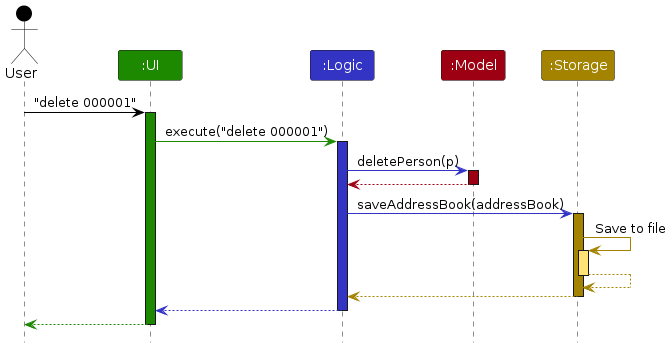 User
:UI
:Logic
:Model
:Storage
"delete 000001"
execute("delete 000001")
deletePerson(p)
saveAddressBook(addressBook)
Save to file